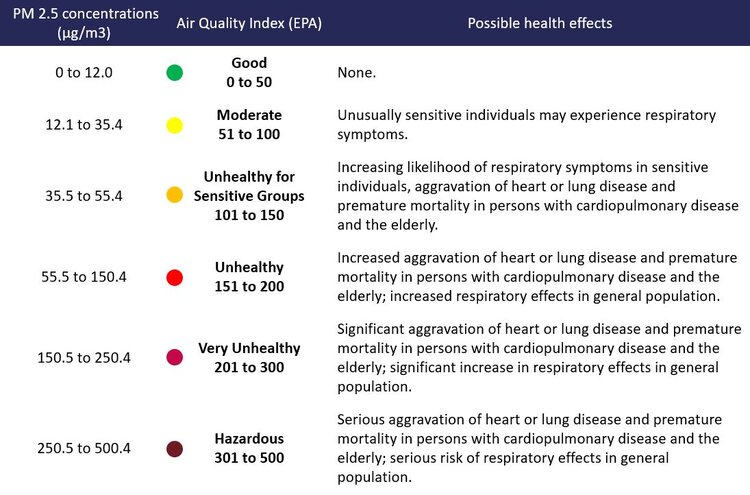 PM 2.5 concentrations
(µg/m3)
Air Quality Index (EPA)
Possible health effects
0 to 12.0
Good
0 to 50
None.
12.1 to 35.4
Moderate
51 to 100
Unusually sensitive individuals may experience respiratory
symptoms.
35.5 to 55.4
Unhealthy for
Sensitive Groups
101 to 150
Increasing likelihood of respiratory symptoms in sensitive
individuals, aggravation of heart or lung disease and
premature mortality in persons with cardiopulmonary disease
and the elderly.
55.5 to 150.4
Unhealthy
151 to 200
Increased aggravation of heart or lung disease and premature
mortality in persons with cardiopulmonary disease and the
elderly; increased respiratory effects in general population.
150.5 to 250.4
Very Unhealthy
201 to 300
Significant aggravation of heart or lung disease and premature
mortality in persons with cardiopulmonary disease and the
elderly; significant increase in respiratory effects in general
population.
250.5 to 500.4
Hazardous
301 to 500
Serious aggravation of heart or lung disease and premature
mortality in persons with cardiopulmonary disease and the
elderly; serious risk of respiratory effects in general
population.